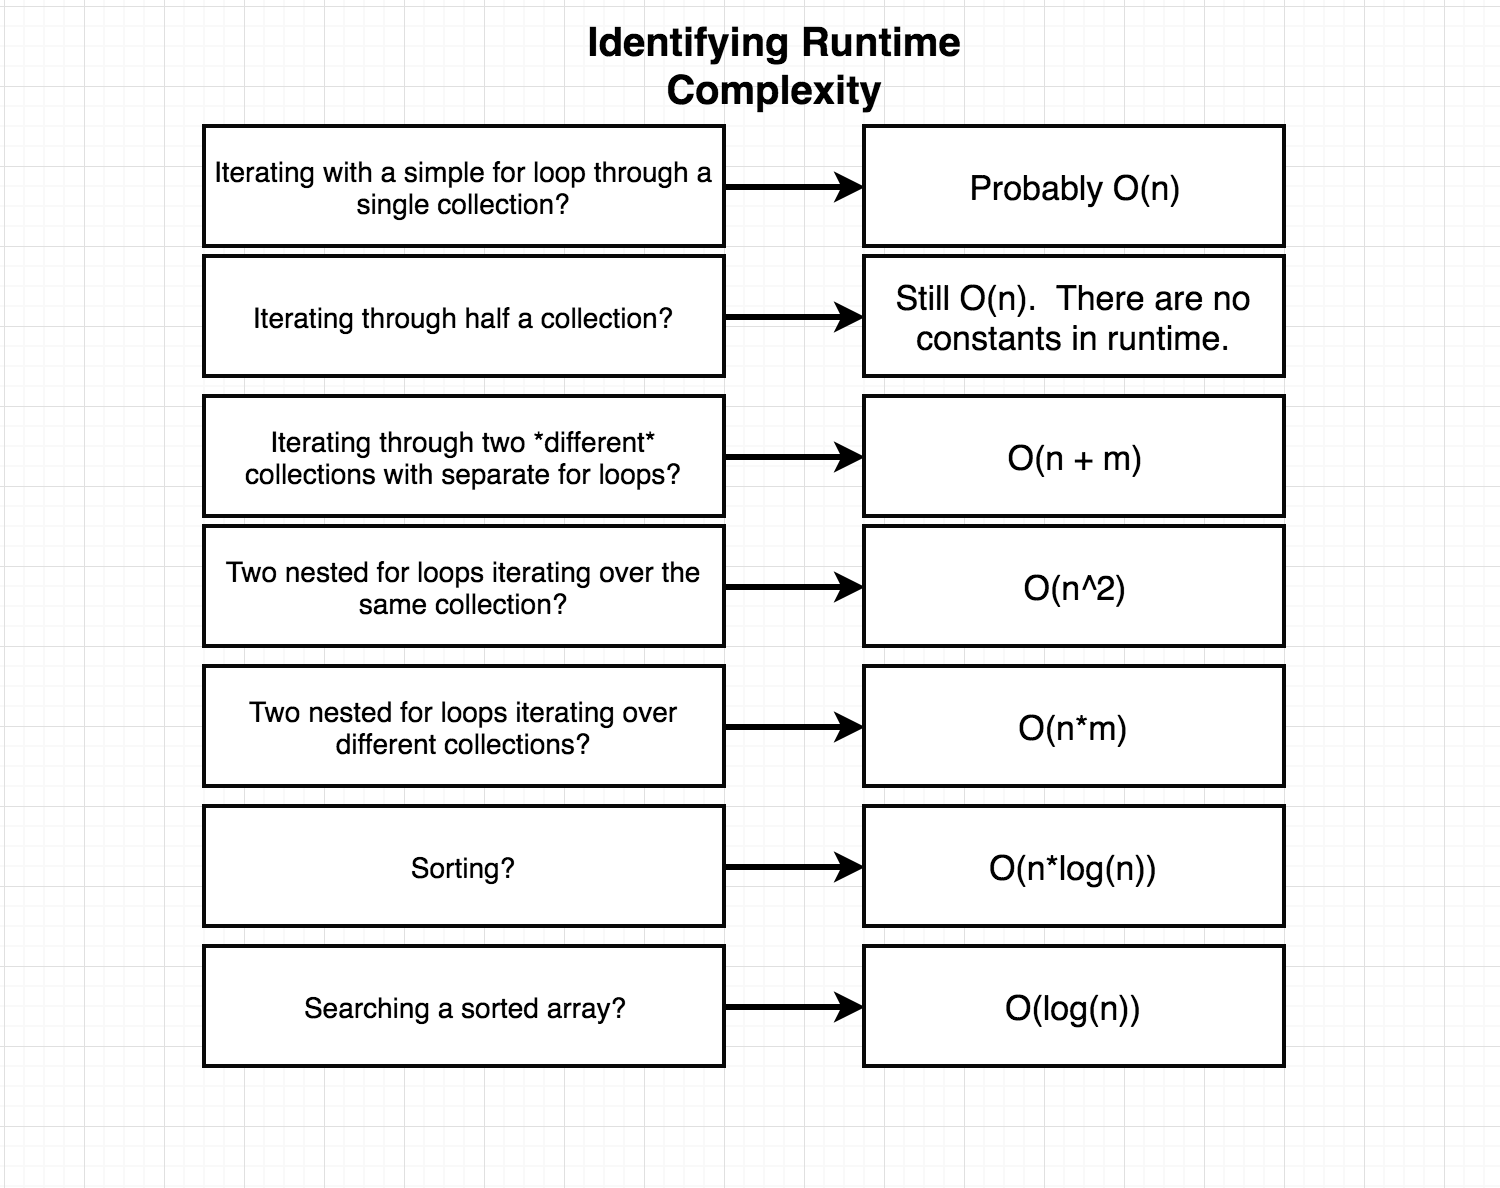 Identifying Runtime
Complexity
Iterating with a simple for loop through a
single collection?
Probably O(n)
Iterating through half a collection?
Still O(n).  There are no
constants in runtime.
Iterating through two *different*
collections with separate for loops?
O(n + m)
Two nested for loops iterating over the
same collection?
O(n^2)
Two nested for loops iterating over
different collections?
O(n*m)
Sorting?
O(n*log(n))
Searching a sorted array?
O(log(n))